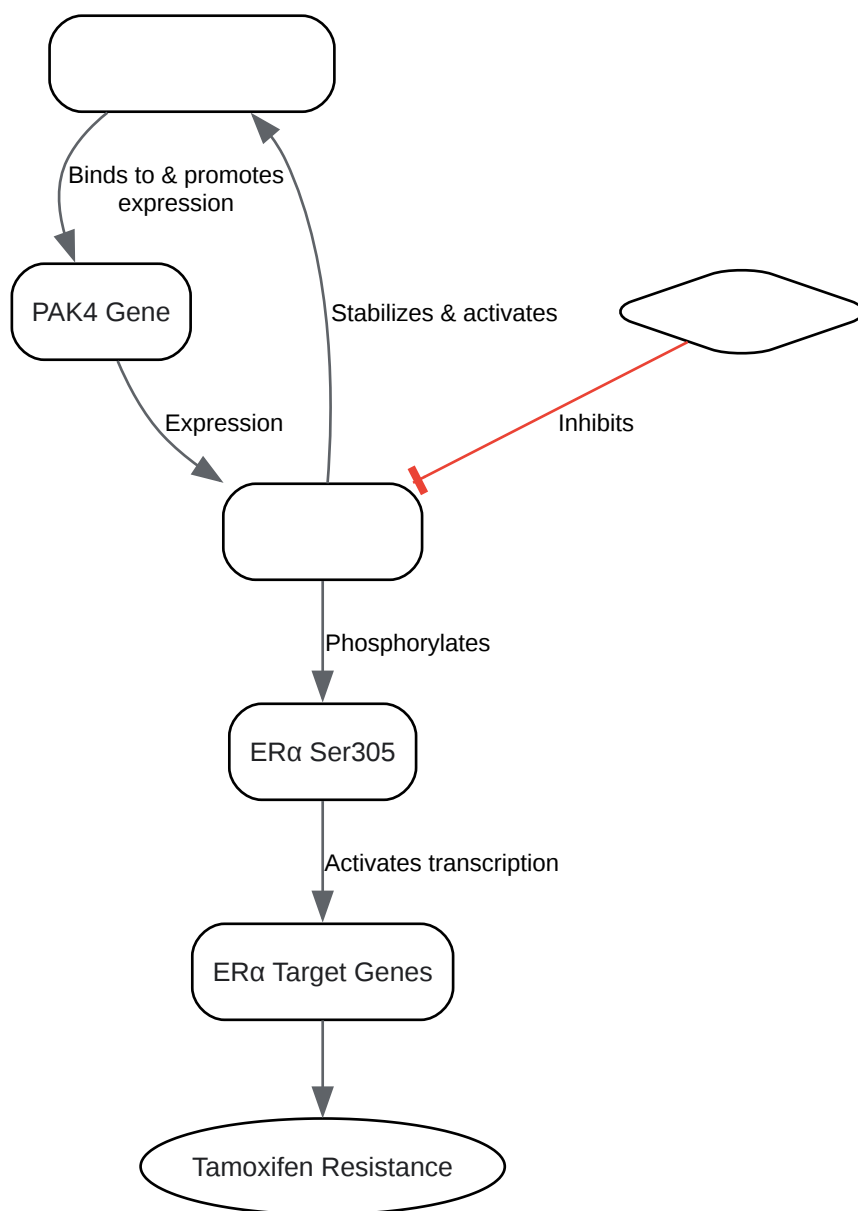 Binds to & promotes
expression
PAK4 Gene
Stabilizes & activates
Expression
Inhibits
Phosphorylates
ERα Ser305
Activates transcription
ERα Target Genes
Tamoxifen Resistance